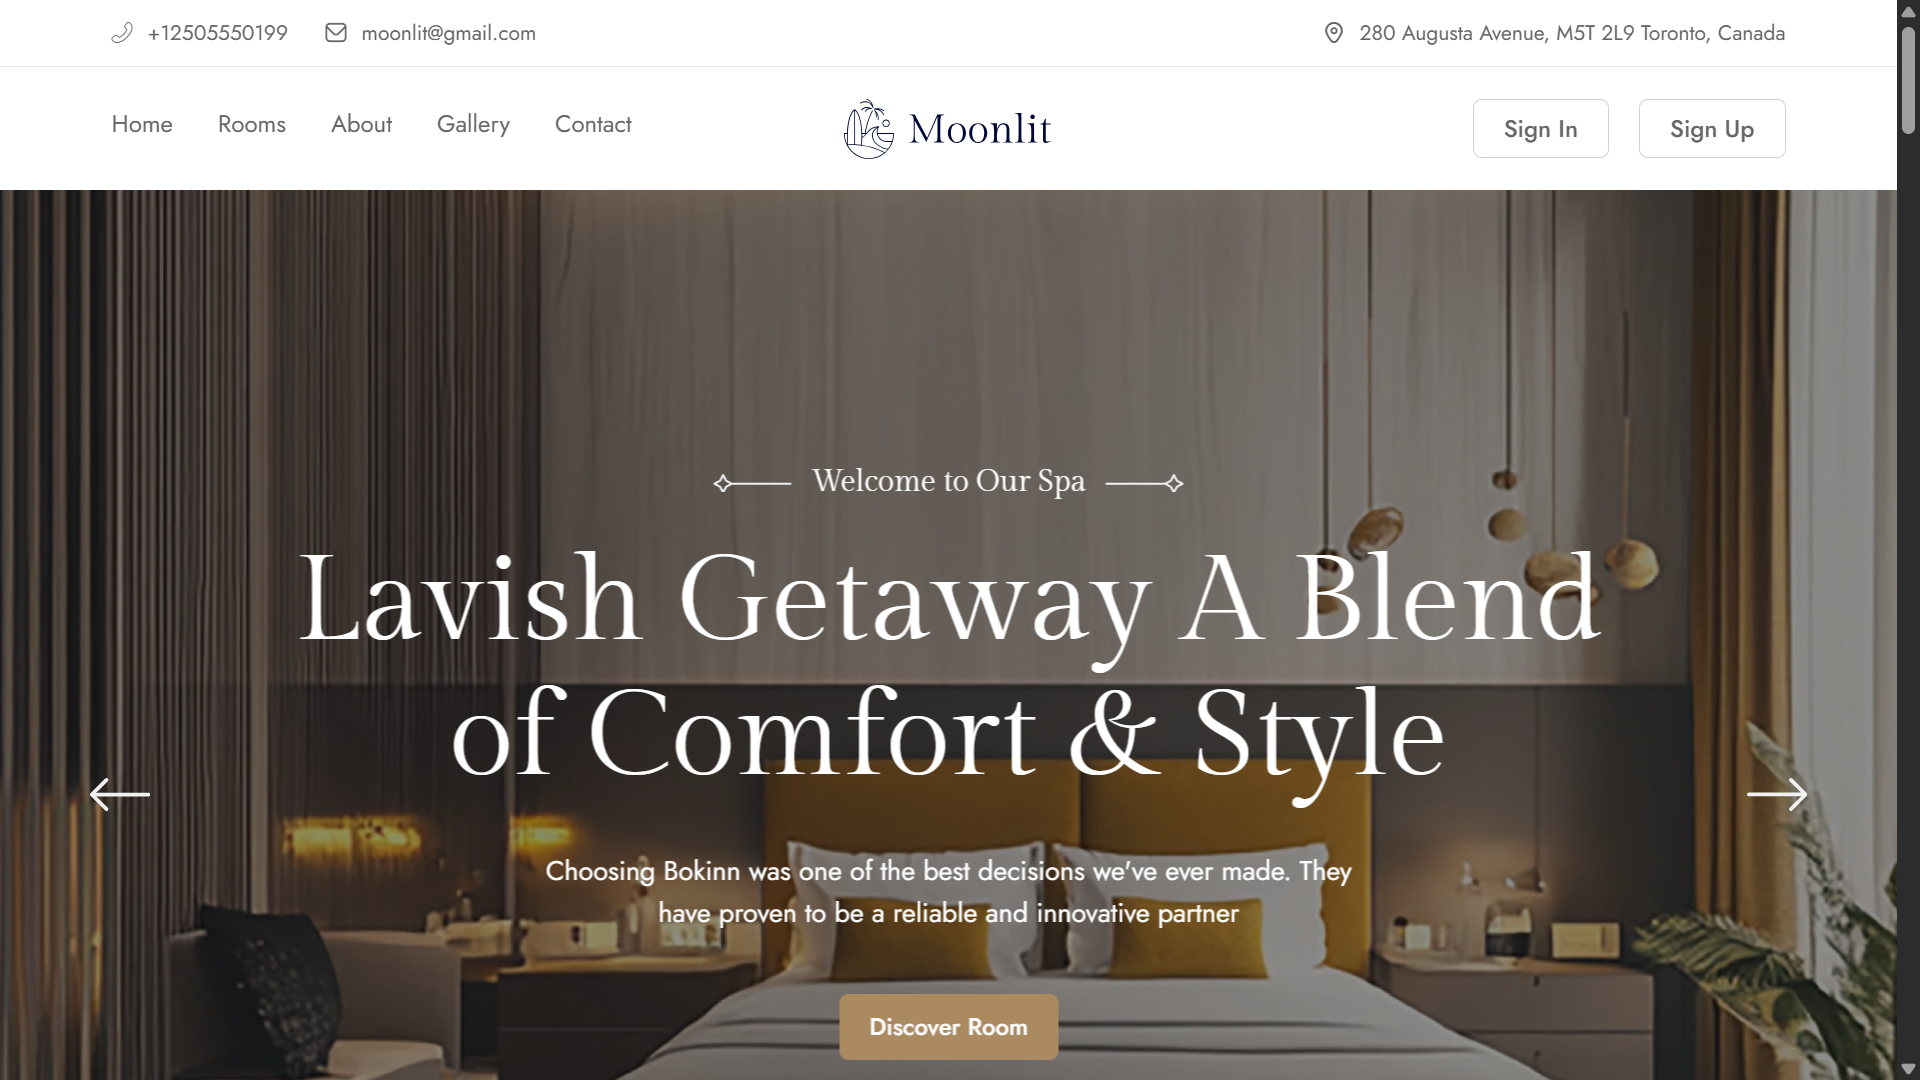 +12505550199
moonlit@gmail.com
280 Augusta Avenue, M5T 2L9 Toronto, Canada
Home
Rooms
About
Gallery
Contact
Moonlit
Sign In
Sign Up
Welcome to Our Spa
Lavish Getaway A Blend
of Comfort & Style
Choosing Bokinn was one of the best decisions we've ever made. They
have proven to be a reliable and innovative partner
Discover Room